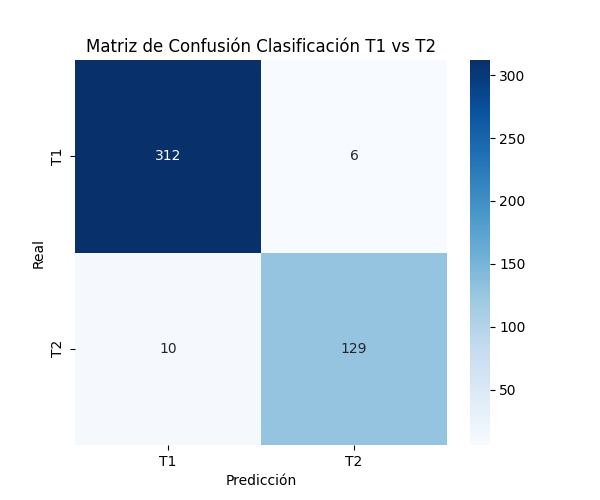 Matriz de Confusión Clasificación T1 vs T2
T1
312
6
T2
10
129
Real
T1
T2
Predicción
300
250
200
150
100
50